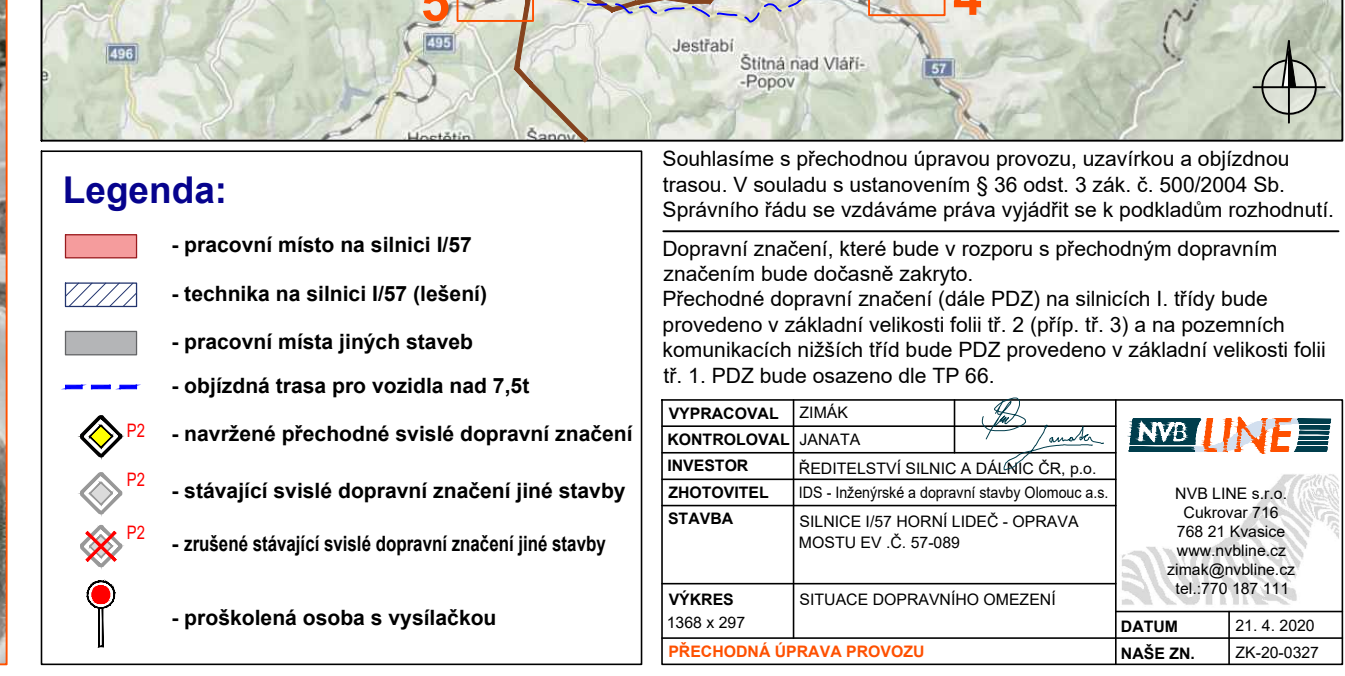 5
4
496
495
Jestřabí
Štítná nad Vláří-
-Popov
57
Hostětín
Šanov
Legenda:
- pracovní místo na silnici I/57
- technika na silnici I/57 (lešení)
- pracovní místa jiných staveb
- objízdná trasa pro vozidla nad 7,5t
P2 - navržené přechodné svislé dopravní značení
P2 - stávající svislé dopravní značení jiné stavby
P2 - zrušené stávající svislé dopravní značení jiné stavby
- proškolená osoba s vysílačkou
Souhlasíme s přechodnou úpravou provozu, uzavírkou a objízdnou
trasou. V souladu s ustanovením § 36 odst. 3 zák. č. 500/2004 Sb.
Správního řádu se vzdáváme práva vyjádřit se k podkladům rozhodnutí.
Dopravní značení, které bude v rozporu s přechodným dopravním
značením bude dočasně zakryto.
Přechodné dopravní značení (dále PDZ) na silnicích I. třídy bude
provedeno v základní velikosti folii tř. 2 (příp. tř. 3) a na pozemních
komunikacích nižších tříd bude PDZ provedeno v základní velikosti folii
tř. 1. PDZ bude osazeno dle TP 66.
VYPRACOVAL ZIMÁK
KONTROLOVAL JANATA
INVESTOR ŘEDITELSTVÍ SILNIC A DÁLNIC ČR, p.o.
ZHOTOVITEL IDS - Inženýrské a dopravní stavby Olomouc a.s.
STAVBA SILNICE I/57 HORNÍ LIDEČ - OPRAVA
MOSTU EV .Č. 57-089
VÝKRES SITUACE DOPRAVNÍHO OMEZENÍ
1368 x 297
PŘECHODNÁ ÚPRAVA PROVOZU
NVB LINE
NVB LINE s.r.o.
Cukrovar 716
768 21 Kvasice
www.nvbline.cz
zimak@nvbline.cz
tel.:770 187 111
DATUM 21. 4. 2020
NAŠE ZN. ZK-20-0327